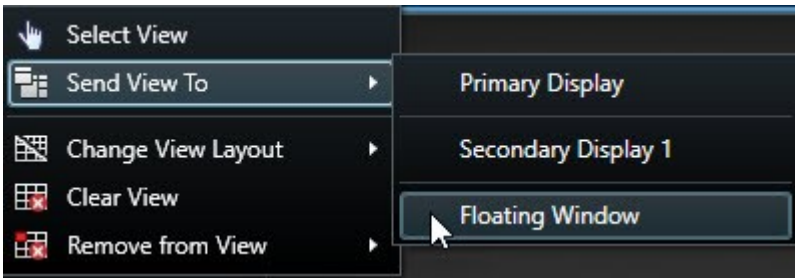 Select View
Send View To
Change View Layout
Clear View
Remove from View
Primary Display
Secondary Display 1
Floating Window